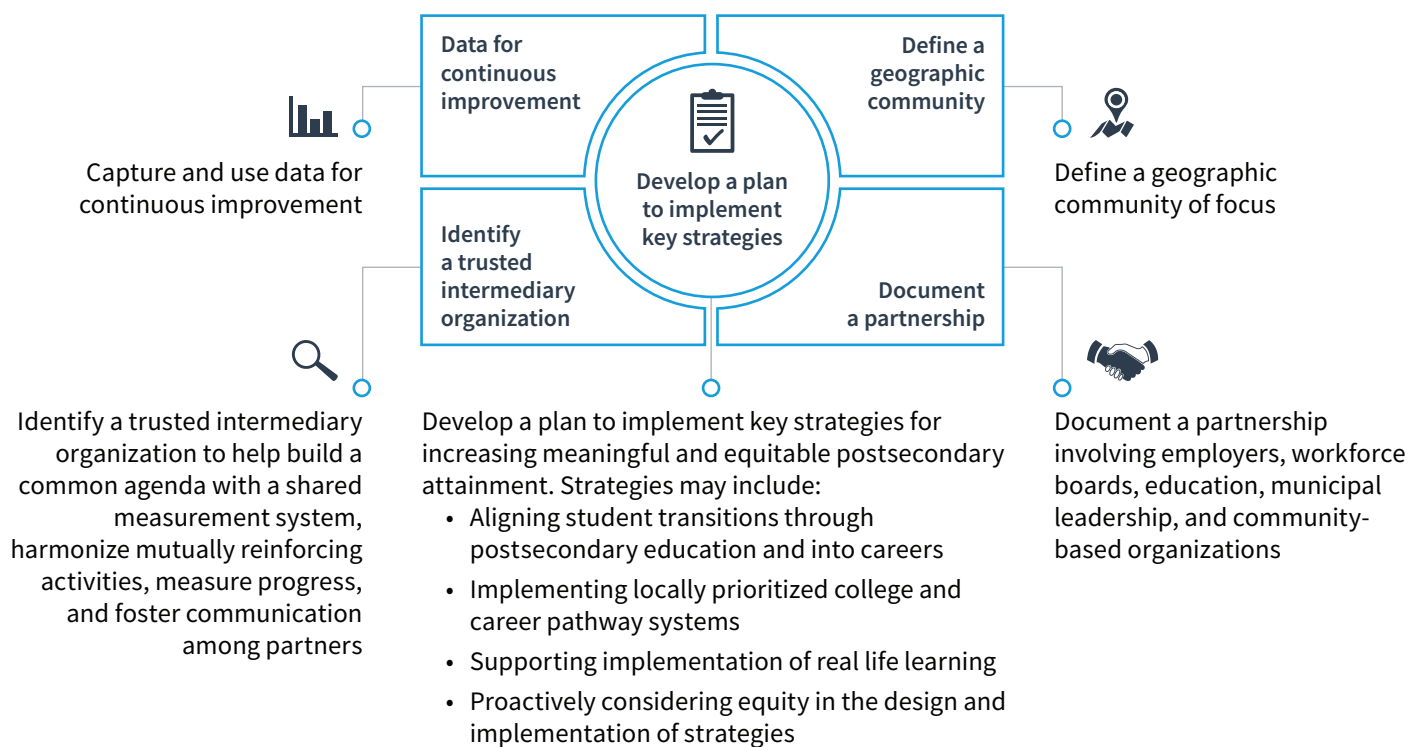 Data for
continuous
improvement
Define a
geographic
community
Develop a plan
to implement
key strategies
Identify
a trusted
intermediary
organization
Document
a partnership
Capture and use data for
continuous improvement
Define a geographic
community of focus
Identify a trusted intermediary
organization to help build a
common agenda with a shared
measurement system,
harmonize mutually reinforcing
activities, measure progress,
and foster communication
among partners
Develop a plan to implement key strategies for
increasing meaningful and equitable postsecondary
attainment. Strategies may include:
• Aligning student transitions through
postsecondary education and into careers
• Implementing locally prioritized college and
career pathway systems
• Supporting implementation of real life learning
• Proactively considering equity in the design and
implementation of strategies
Document a partnership
involving employers, workforce
boards, education, municipal
leadership, and community-
based organizations